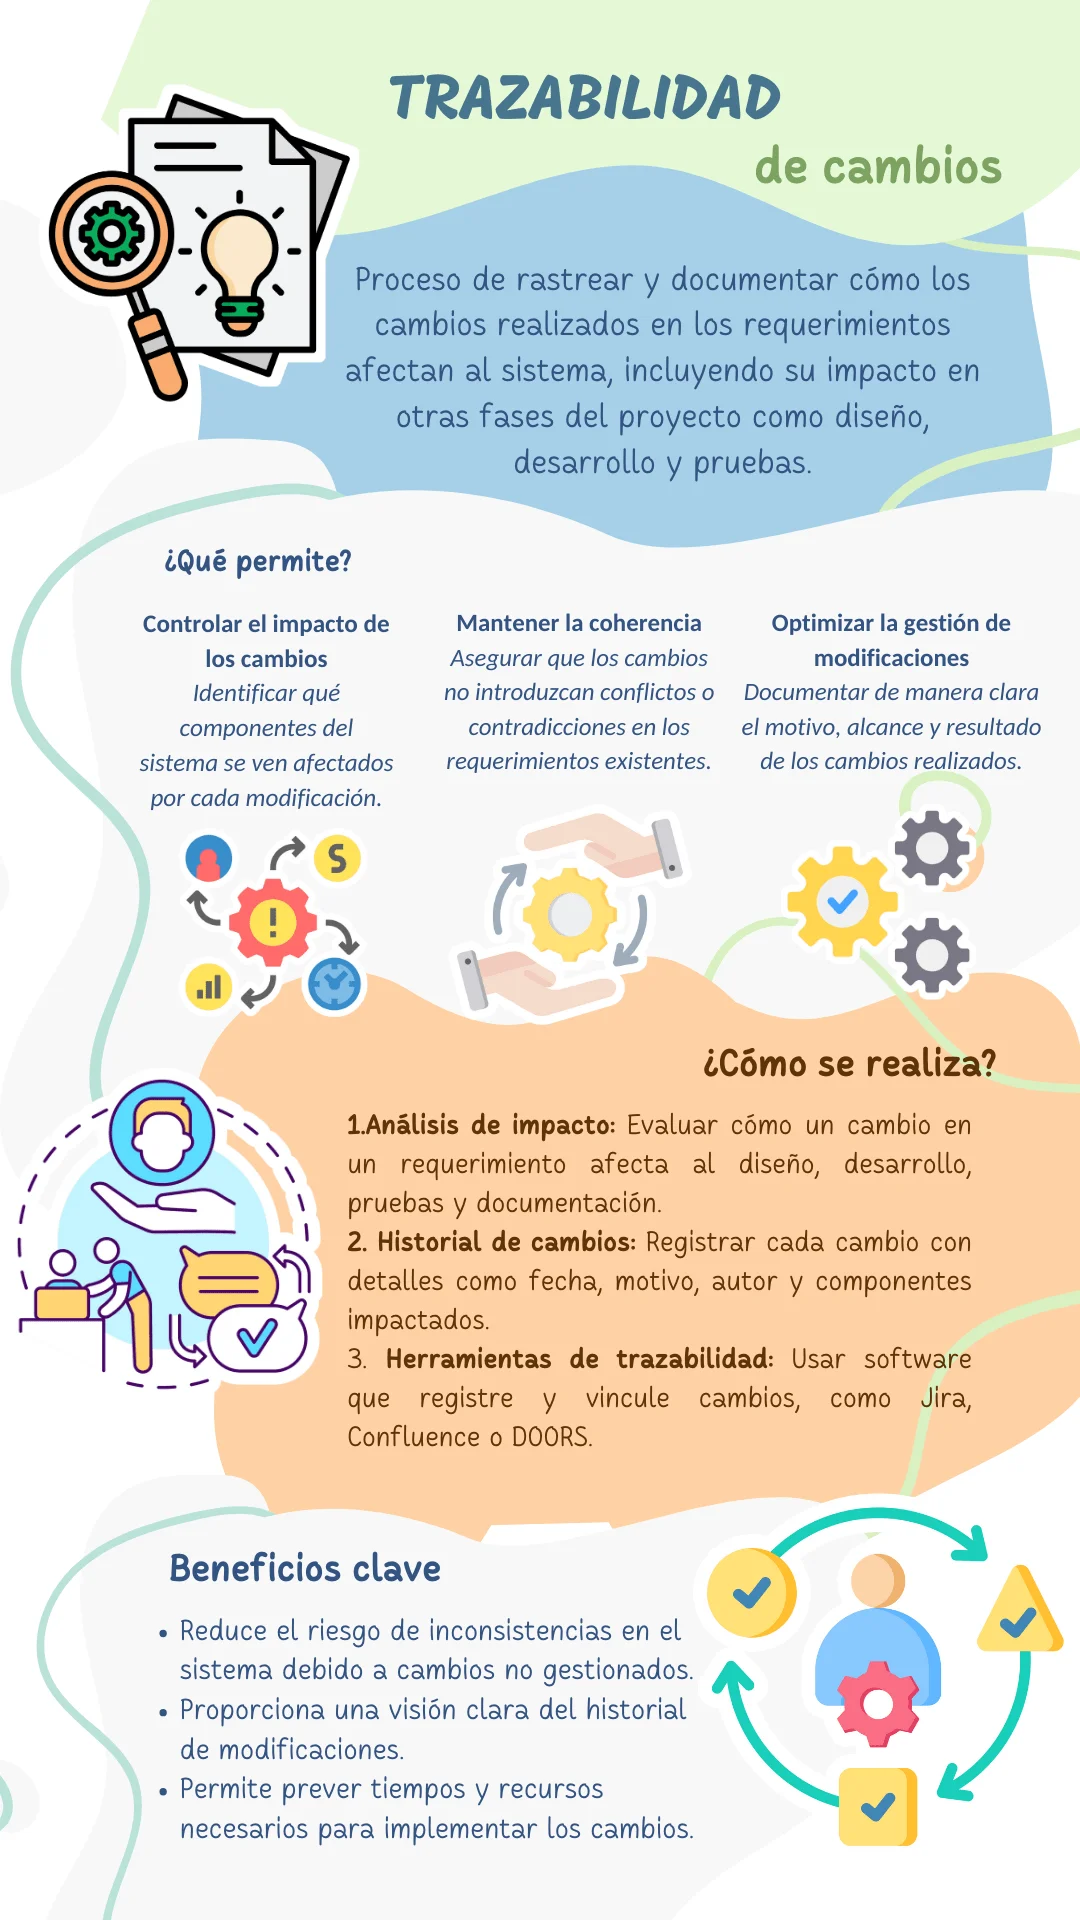 TRAZABILIDAD
de cambios
Proceso de rastrear y documentar cómo los
cambios realizados en los requerimientos
afectan al sistema, incluyendo su impacto en
otras fases del proyecto como diseño,
desarrollo y pruebas.
¿Qué permite?
Controlar el impacto de
los cambios
Identificar qué
componentes del
sistema se ven afectados
por cada modificación.
Mantener la coherencia
Asegurar que los cambios
no introduzcan conflictos o
contradicciones en los
requerimientos existentes.
Optimizar la gestión de
modificaciones
Documentar de manera clara
el motivo, alcance y resultado
de los cambios realizados.
$
!
¿Cómo se realiza?
1.Análisis de impacto: Evaluar cómo un cambio en
un requerimiento afecta al diseño, desarrollo,
pruebas y documentación.
2. Historial de cambios: Registrar cada cambio con
detalles como fecha, motivo, autor y componentes
impactados.
3. Herramientas de trazabilidad: Usar software
que registre y vincule cambios, como Jira,
Confluence o DOORS.
Beneficios clave
• Reduce el riesgo de inconsistencias en el
sistema debido a cambios no gestionados.
• Proporciona una visión clara del historial
de modificaciones.
• Permite prever tiempos y recursos
necesarios para implementar los cambios.